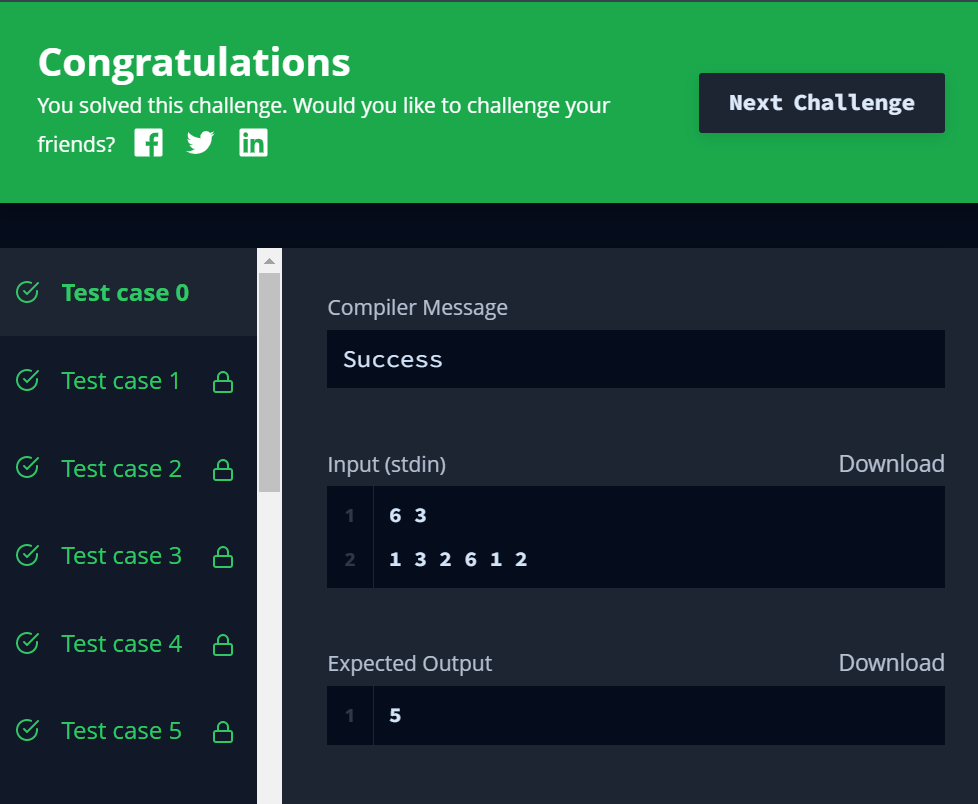 Congratulations
You solved this challenge. Would you like to challenge your
friends?
Next Challenge
Test case 0
Test case 1
Test case 2
Test case 3
Test case 4
Test case 5
Compiler Message
Success
Input (stdin)
Download
1 6 3
2 1 3 2 6 1 2
Expected Output
Download
1 5